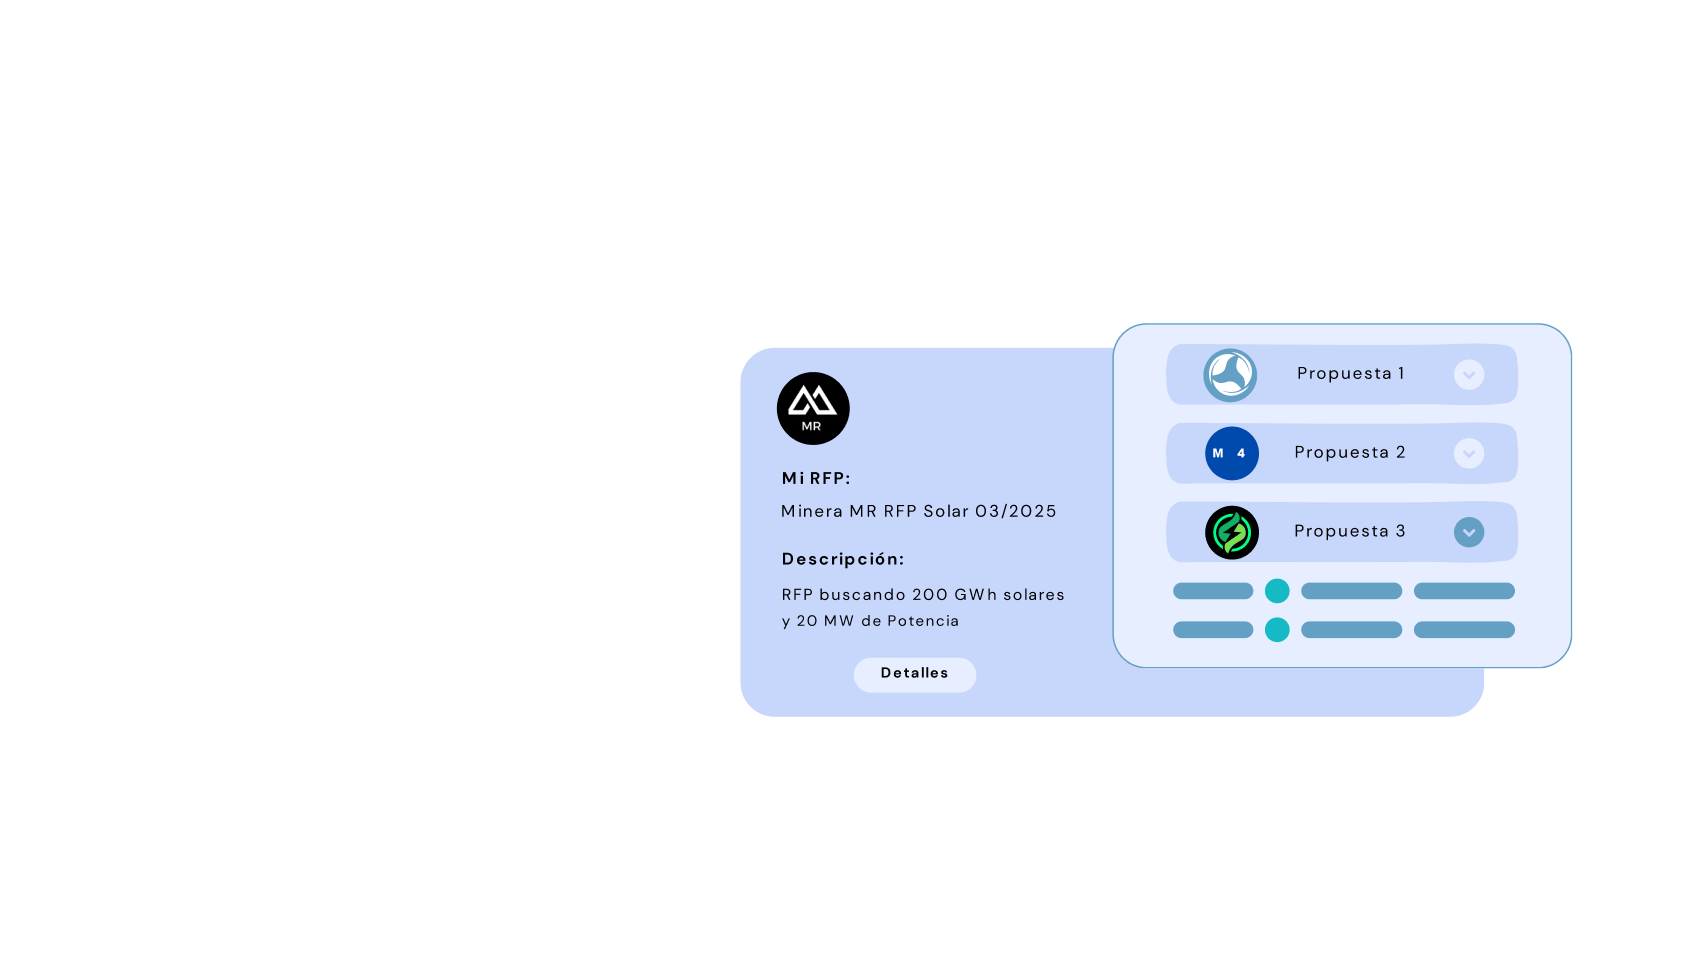 MR
Mi RFP:
Minera MR RFP Solar 03/2025
Descripción:
RFP buscando 200 GWh solares
y 20 MW de Potencia
Detalles
Propuesta 1
M 4
Propuesta 2
Propuesta 3